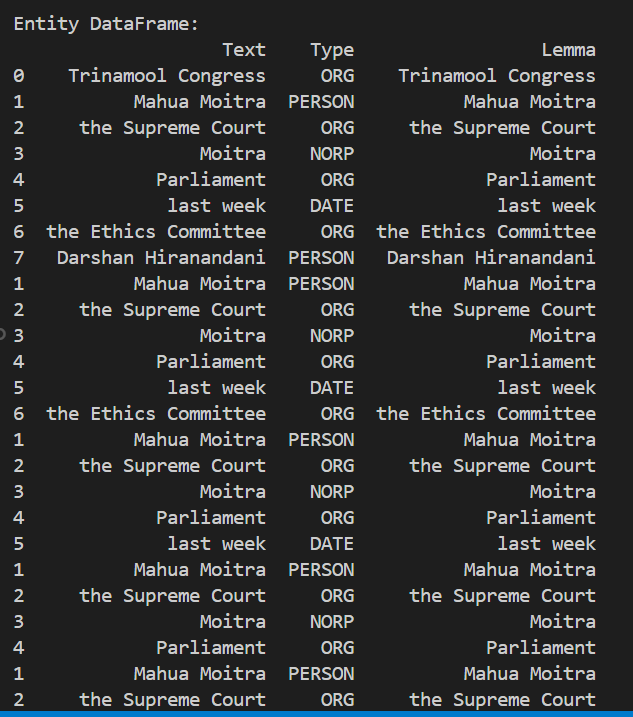 Entity DataFrame:
Text Type Lemma
0 Trinamool Congress ORG Trinamool Congress
1 Mahua Moitra PERSON Mahua Moitra
2 the Supreme Court ORG the Supreme Court
3 Moitra NORP Moitra
4 Parliament ORG Parliament
5 last week DATE last week
6 the Ethics Committee ORG the Ethics Committee
7 Darshan Hiranandani PERSON Darshan Hiranandani
1 Mahua Moitra PERSON Mahua Moitra
2 the Supreme Court ORG the Supreme Court
3 Moitra NORP Moitra
4 Parliament ORG Parliament
5 last week DATE last week
6 the Ethics Committee ORG the Ethics Committee
1 Mahua Moitra PERSON Mahua Moitra
2 the Supreme Court ORG the Supreme Court
3 Moitra NORP Moitra
4 Parliament ORG Parliament
5 last week DATE last week
1 Mahua Moitra PERSON Mahua Moitra
2 the Supreme Court ORG the Supreme Court
3 Moitra NORP Moitra
4 Parliament ORG Parliament
1 Mahua Moitra PERSON Mahua Moitra
2 the Supreme Court ORG the Supreme Court